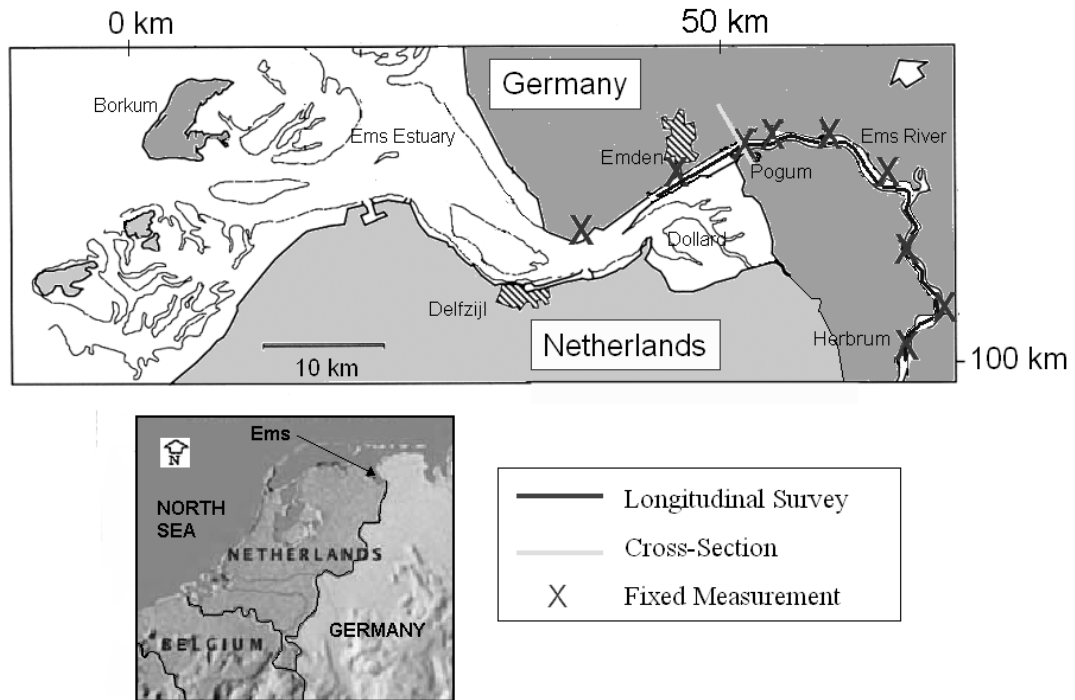 0 km
50 km
Germany
Borkum
Ems Estuary
Ems River
Emden
Pogum
Dollard
Delfzijl
Herbrum
Netherlands
10 km
100 km
Ems
N
NORTH
SEA
NETHERLANDS
GERMANY
BELGIUM
Longitudinal Survey
Cross-Section
X Fixed Measurement